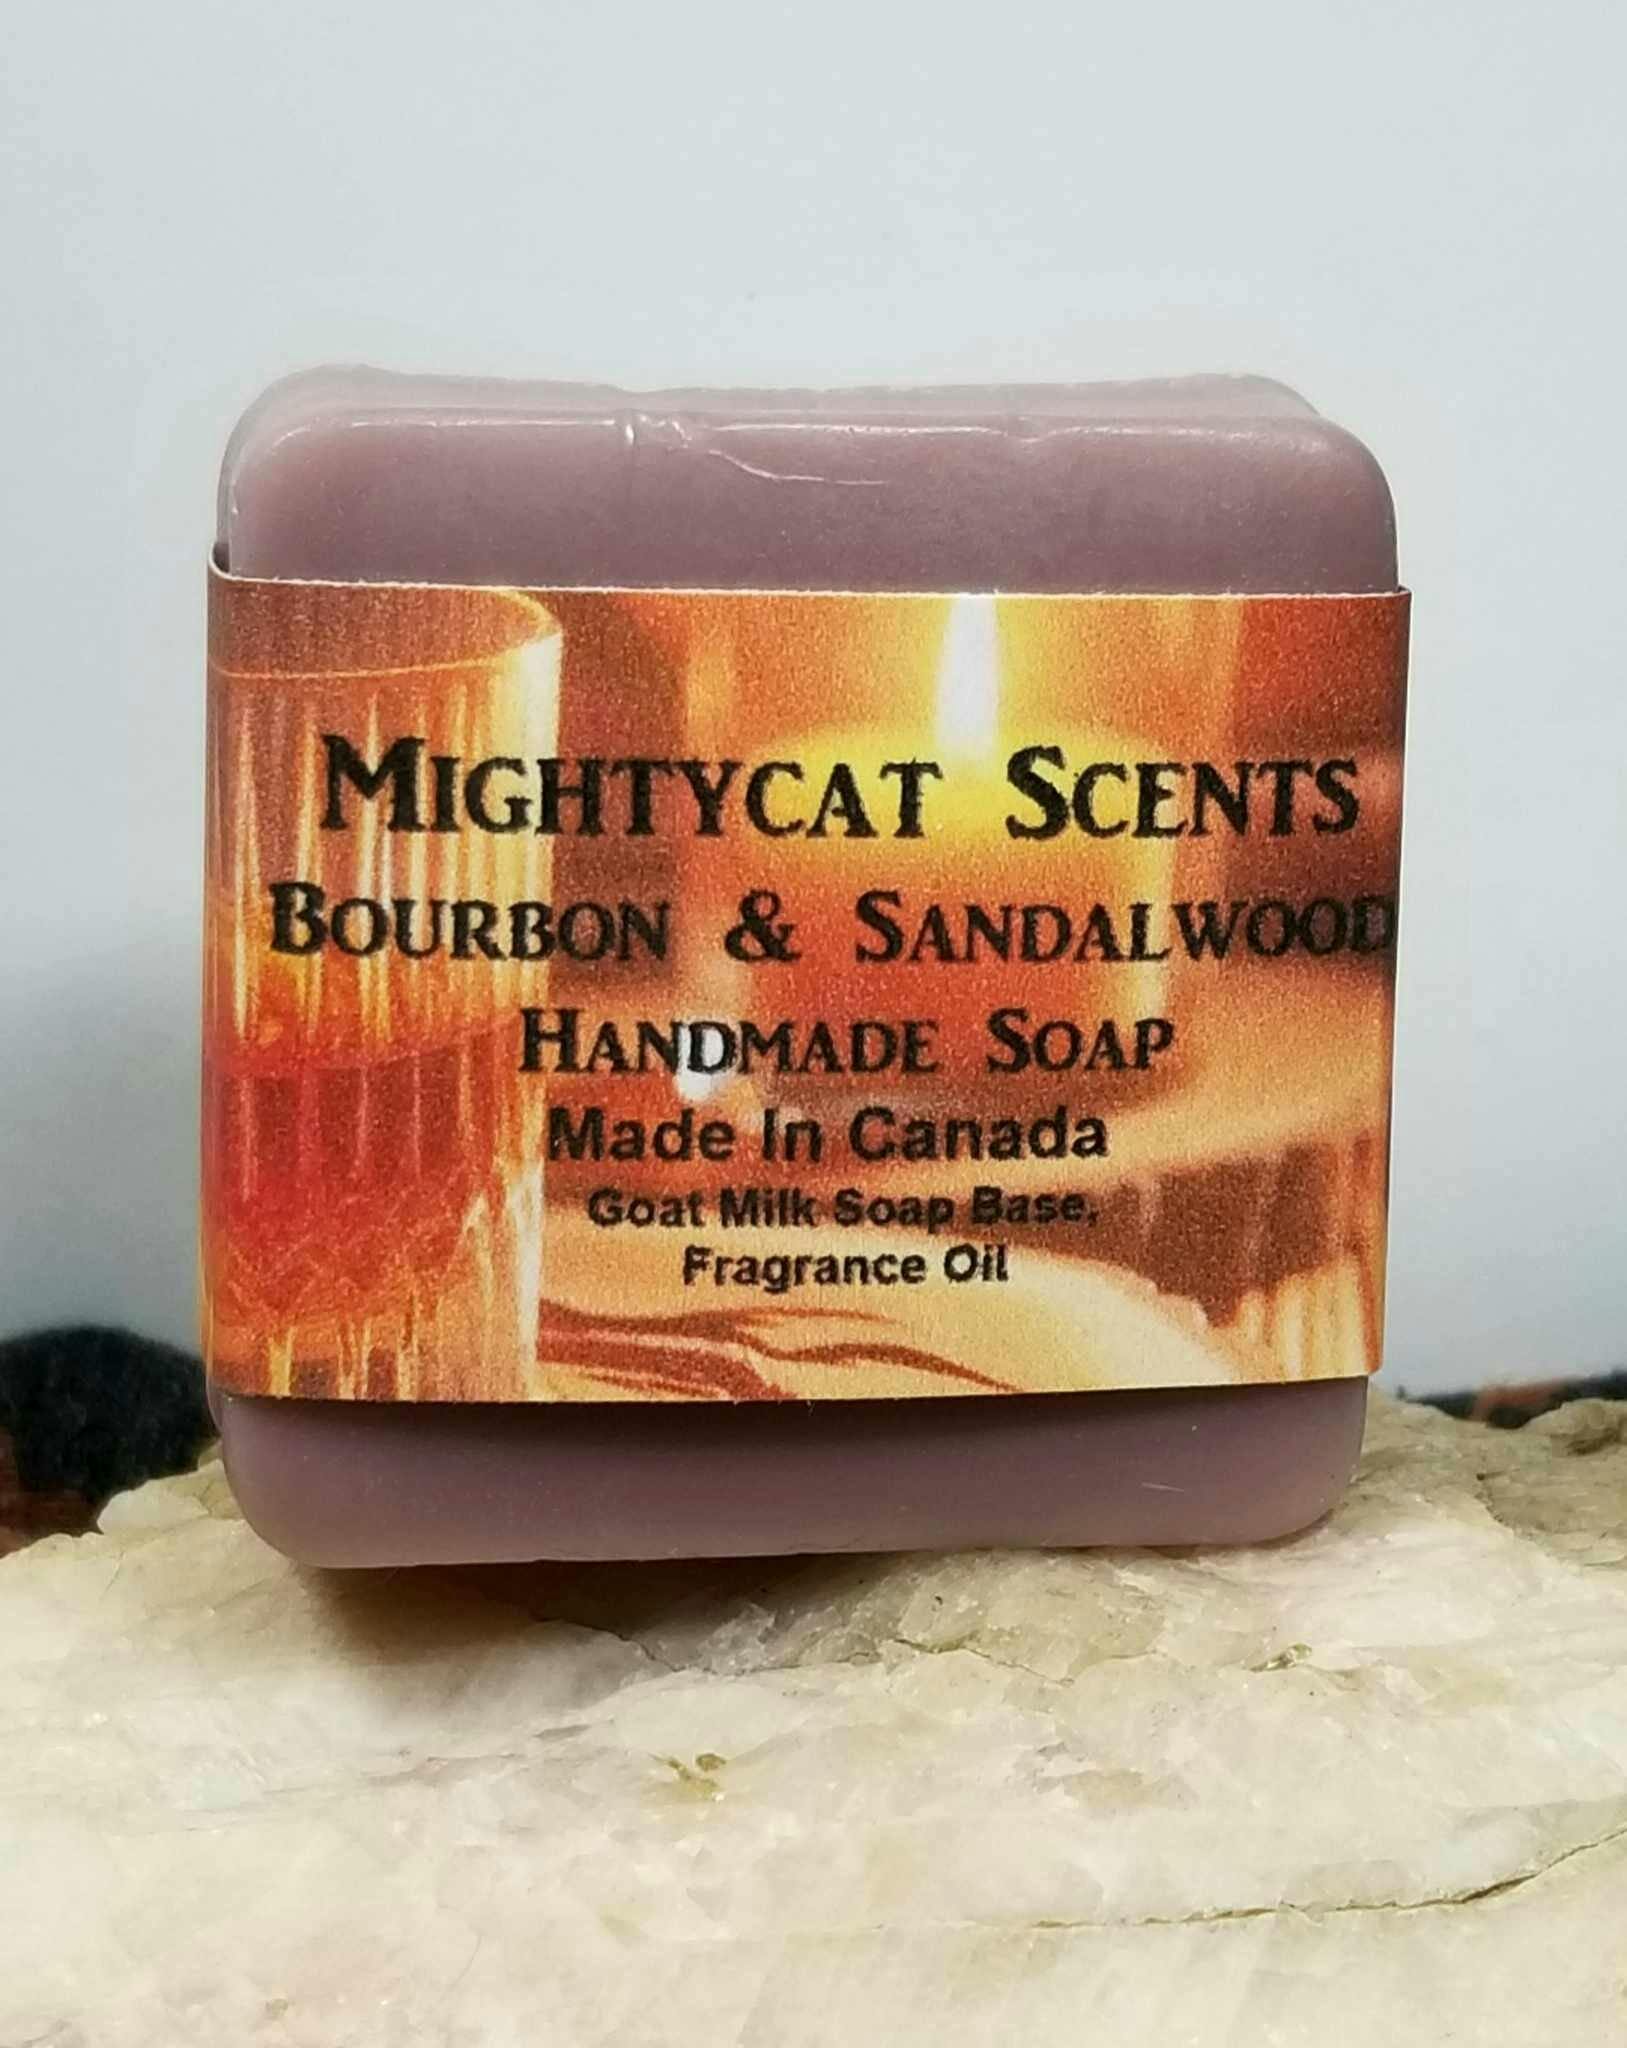 MIGHTYCAT SCENTS
BOURBON & SANDALWOOD
HANDMADE SOAP
Made In Canada
Goat Milk Soap Base,
Fragrance Oil